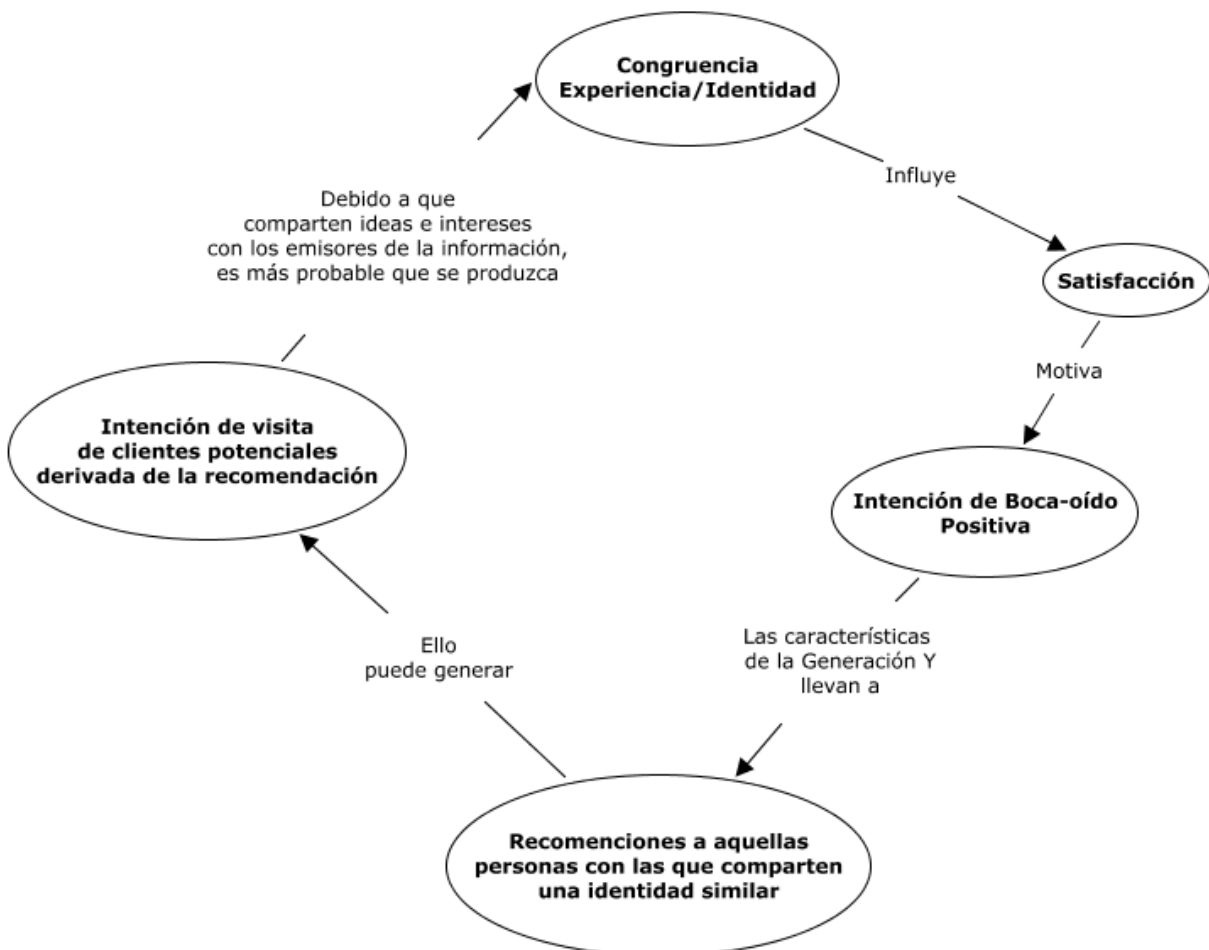 Congruencia
Experiencia/Identidad
Influye
Satisfacción
Motiva
Intención de Boca-oído
Positiva
Las características
de la Generación Y
llevan a
Recomenciones a aquellas
personas con las que comparten
una identidad similar
Ello
puede generar
Intención de visita
de clientes potenciales
derivada de la recomendación
Debido a que
comparten ideas e intereses
con los emisores de la información,
es más probable que se produzca